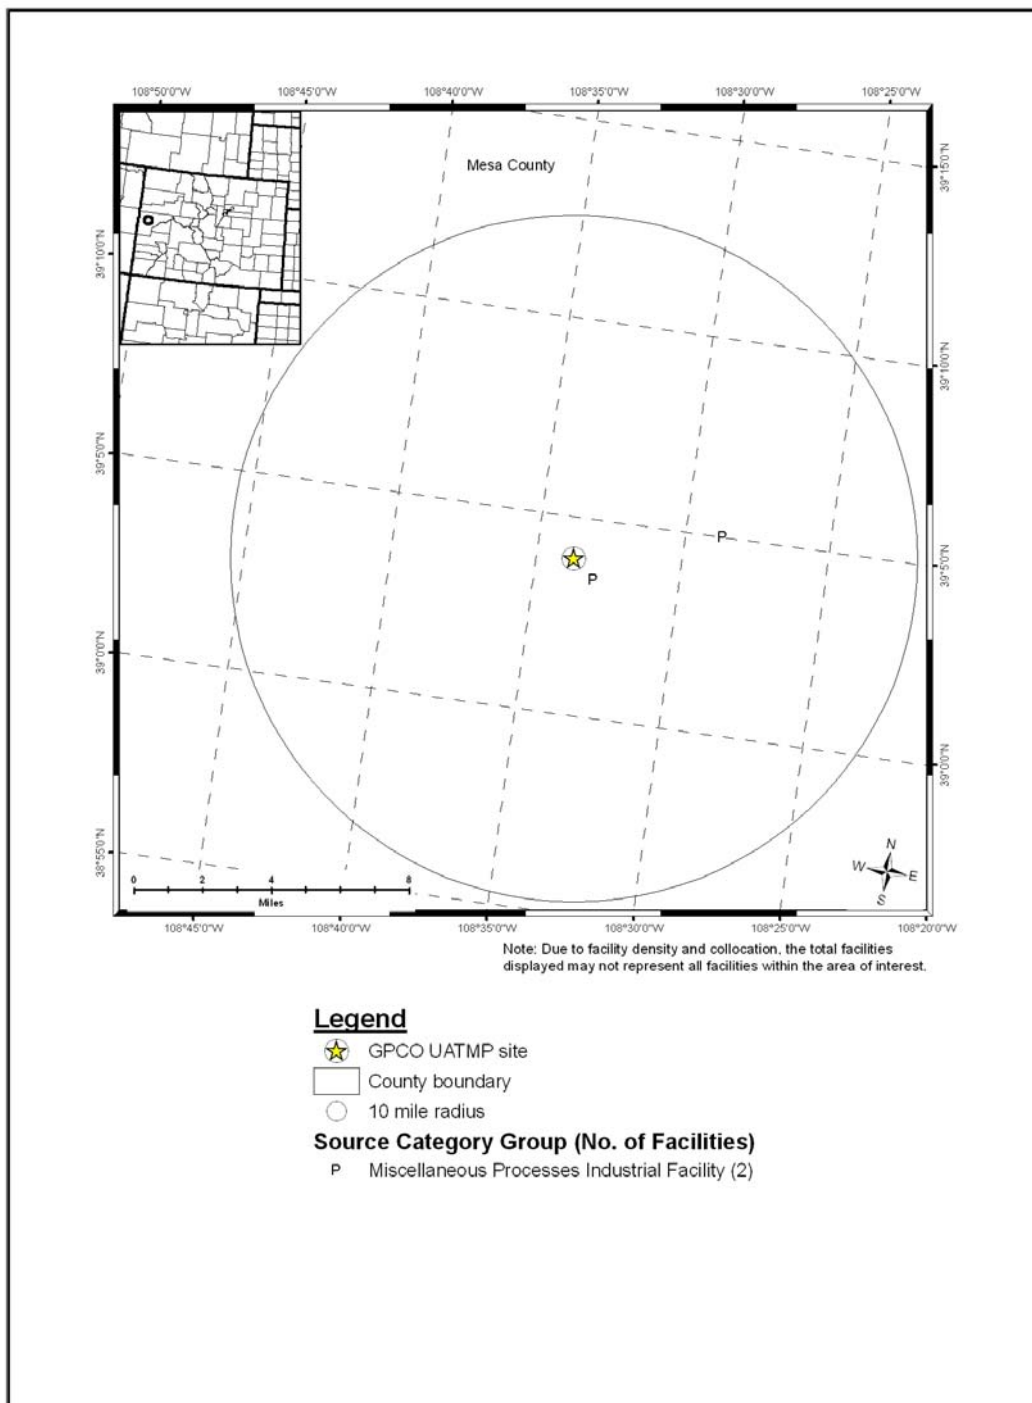 108°50'0"W 108°45'0"W 108°40'0"W 108°35'0"W 108°30'0"W 108°25'0"W
Mesa County
39°15'0"N
39°10'0"N
39°10'0"N
39°5'0"N
P
39°5'0"N
P
39°0'0"N
39°0'0"N
38°55'0"N
N
W E
S
0 2 4 8
Miles
108°45'0"W 108°40'0"W 108°35'0"W 108°30'0"W 108°25'0"W 108°20'0"W
Note: Due to facility density and collocation, the total facilities
displayed may not represent all facilities within the area of interest.
Legend
GPCO UATMP site
County boundary
10 mile radius
Source Category Group (No. of Facilities)
P Miscellaneous Processes Industrial Facility (2)